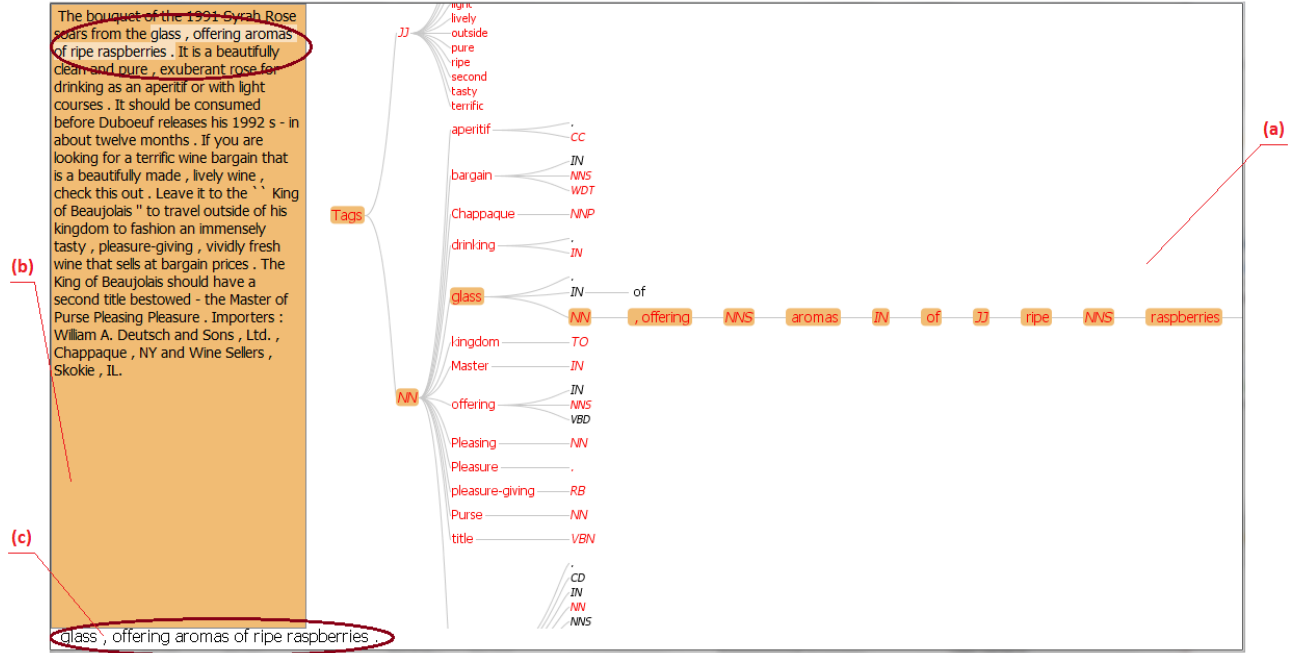 The bouquet of the 1991 Syrah Rose
soars from the glass , offering aromas
of ripe raspberries . It is a beautifully
clean and pure , exuberant rose for
drinking as an aperitif or with light
courses . It should be consumed
before Duboeuf releases his 1992 s - in
about twelve months . If you are
looking for a terrific wine bargain that
is a beautifully made , lively wine ,
check this out . Leave it to the `` King
of Beaujolais " to travel outside of his
kingdom to fashion an immensely
tasty , pleasure-giving , vividly fresh
wine that sells at bargain prices . The
King of Beaujolais should have a
second title bestowed - the Master of
Purse Pleasing Pleasure . Importers :
William A. Deutsch and Sons , Ltd. ,
Chappaque , NY and Wine Sellers ,
Skokie , IL.
(b)
(c)
glass , offering aromas of ripe raspberries .
Tags
JJ
light
lively
outside
pure
ripe
second
tasty
terrific
NN
aperitif
.
CC
bargain
IN
NNS
WDT
Chappaque NNP
drinking
.
IN
glass
.
IN of
NN , offering NNS aromas IN of JJ ripe NNS raspberries
kingdom TO
Master IN
offering
IN
NNS
VBD
Pleasing NN
Pleasure .
pleasure-giving RB
Purse NN
title VBN
.
CD
IN
NN
NNS
(a)